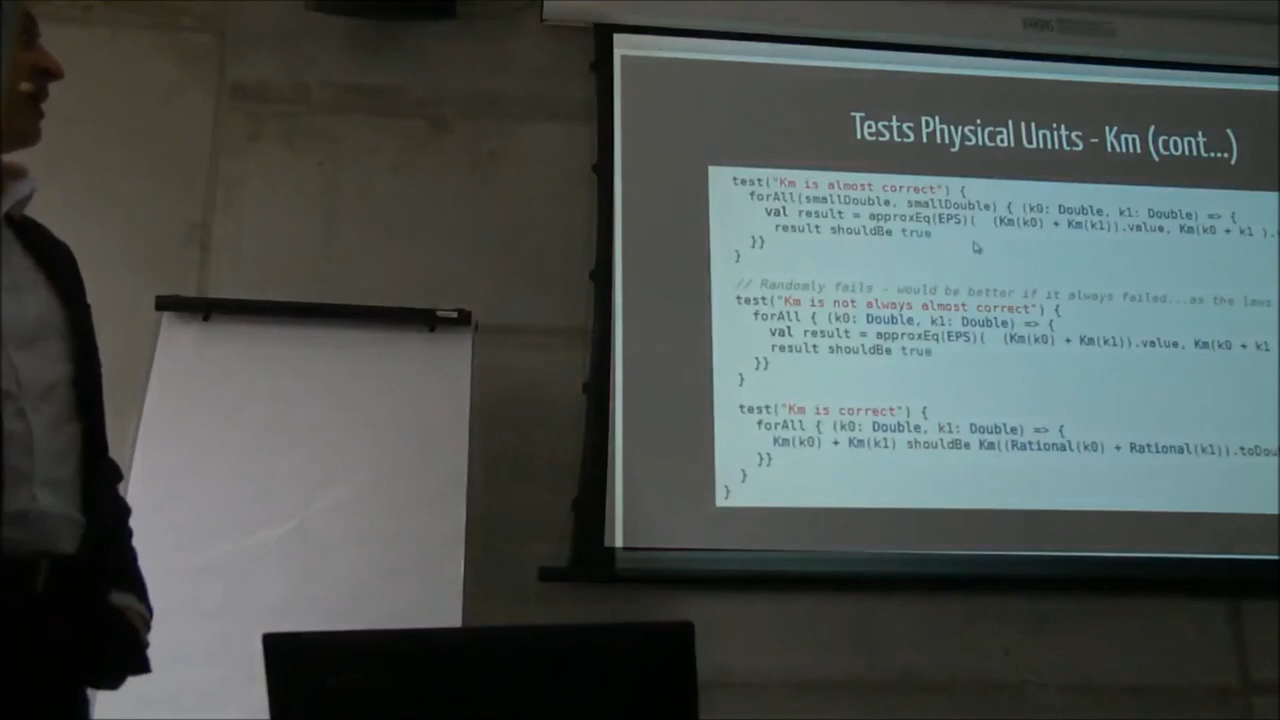 Tests Physical Units - Km (cont...)
test("Km is almost correct") {
forAll(smallDouble, smallDouble) { (k0: Double, k1: Double) => {
val result = approxEq(EPS)( (Km(k0) + Km(k1)).value, Km(k0 + k1 ).
result shouldBe true
}}
}
// Randomly fails - would be better if it always failed...as the laws
test("Km is not always almost correct") {
forAll { (k0: Double, k1: Double) => {
val result = approxEq(EPS)( (Km(k0) + Km(k1)).value, Km(k0 + k1
result shouldBe true
}}
}
test("Km is correct") {
forAll { (k0: Double, k1: Double) => {
Km(k0) + Km(k1) shouldBe Km((Rational(k0) + Rational(k1)).toDou
}}
}
}